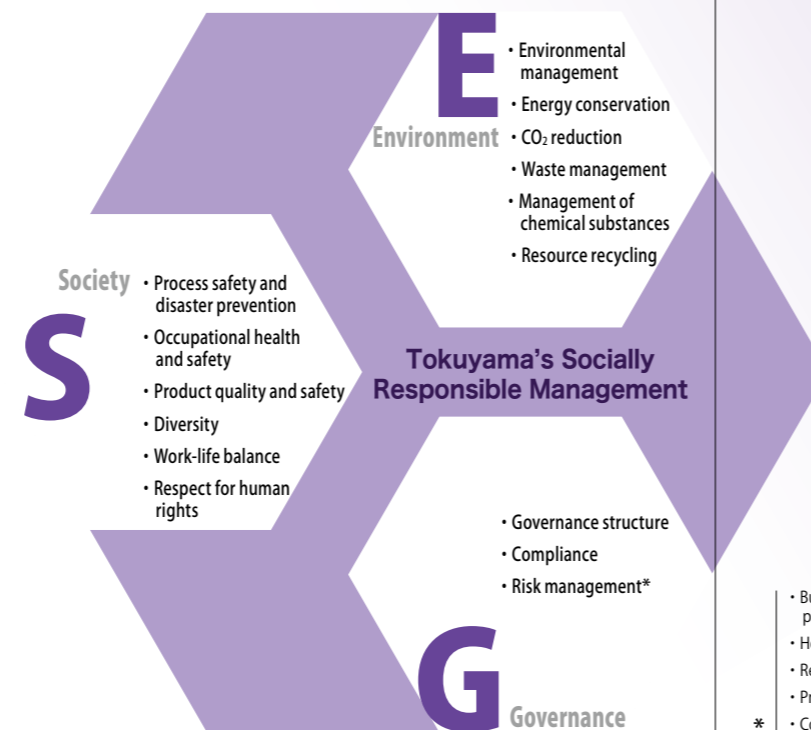 E
Environment
• Environmental
management
• Energy conservation
• CO₂ reduction
• Waste management
• Management of
chemical substances
• Resource recycling
Society
S
• Process safety and
disaster prevention
• Occupational health
and safety
• Product quality and safety
• Diversity
• Work-life balance
• Respect for human
rights
Tokuyama's Socially
Responsible Management
• Governance structure
• Compliance
• Risk management*
G
Governance
*